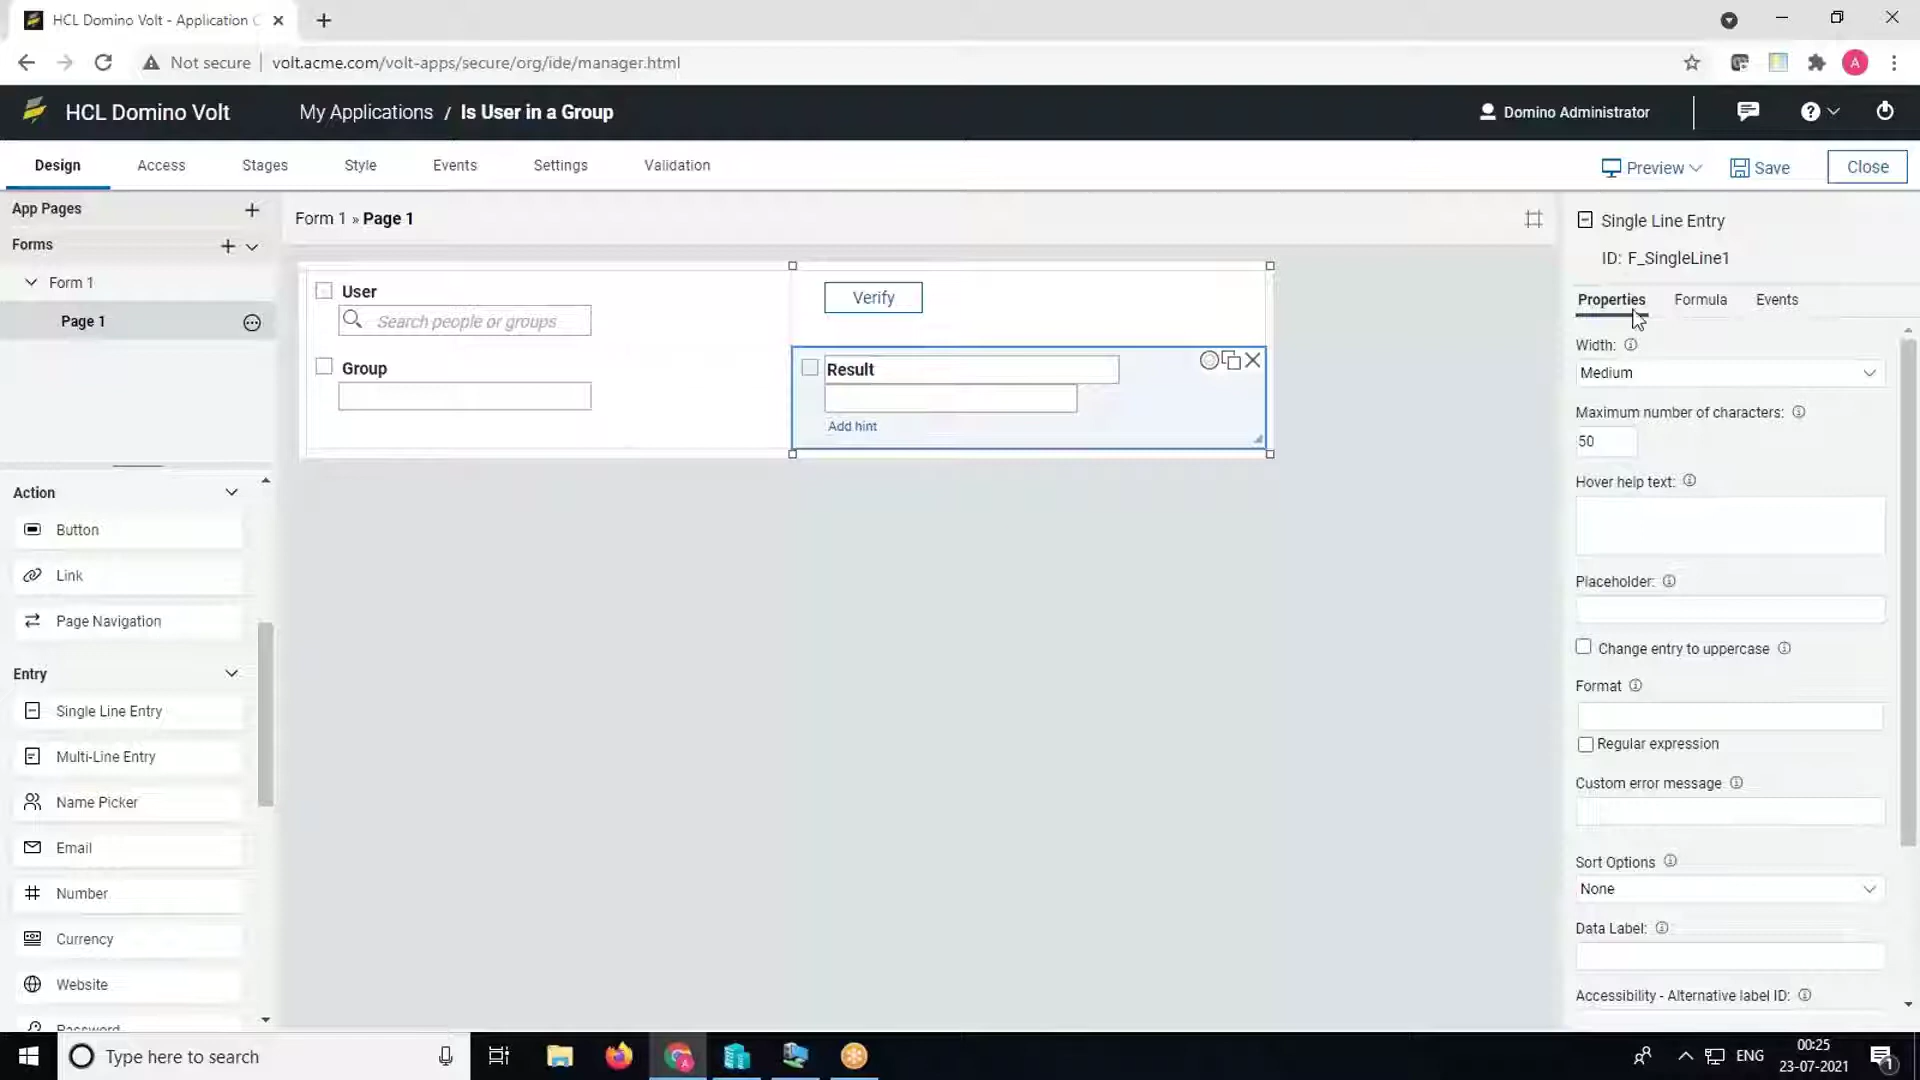 HCL Domino Volt - Application C
Not secure
volt.acme.com/volt-apps/secure/org/ide/manager.html
A
HCL Domino Volt
My Applications / Is User in a Group
Domino Administrator
Design
Access
Stages
Style
Events
Settings
Validation
Preview
Save
Close
App Pages
Forms
Form 1
Page 1
Form 1 » Page 1
User
Search people or groups
Group
Verify
Result
Add hint
Action
Button
Link
Page Navigation
Entry
Single Line Entry
Multi-Line Entry
Name Picker
Email
Number
Currency
Website
Password
Single Line Entry
ID: F_SingleLine1
Properties
Formula
Events
Width:
Medium
Maximum number of characters:
50
Hover help text:
Placeholder:
Change entry to uppercase
Format
Regular expression
Custom error message
Sort Options
None
Data Label:
Accessibility - Alternative label ID:
Type here to search
ENG
00:25
23-07-2021
1